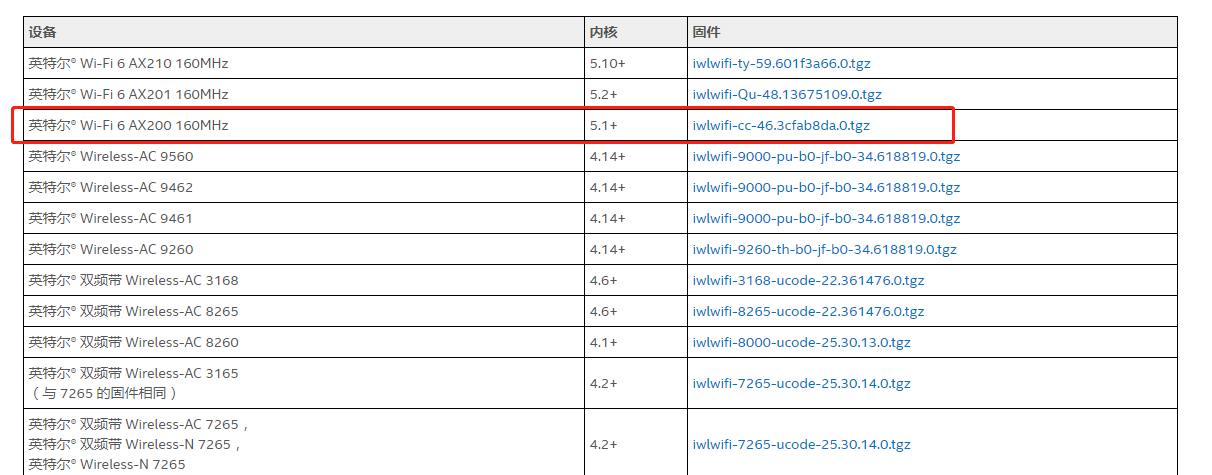 设备 内核 固件
英特尔® Wi-Fi 6 AX210 160MHz 5.10+ iwlwifi-ty-59.601f3a66.0.tgz
英特尔® Wi-Fi 6 AX201 160MHz 5.2+ iwlwifi-Qu-48.13675109.0.tgz
英特尔® Wi-Fi 6 AX200 160MHz 5.1+ iwlwifi-cc-46.3cfab8da.0.tgz
英特尔® Wireless-AC 9560 4.14+ iwlwifi-9000-pu-b0-jf-b0-34.618819.0.tgz
英特尔® Wireless-AC 9462 4.14+ iwlwifi-9000-pu-b0-jf-b0-34.618819.0.tgz
英特尔® Wireless-AC 9461 4.14+ iwlwifi-9000-pu-b0-jf-b0-34.618819.0.tgz
英特尔® Wireless-AC 9260 4.14+ iwlwifi-9260-th-b0-jf-b0-34.618819.0.tgz
英特尔® 双频带 Wireless-AC 3168 4.6+ iwlwifi-3168-ucode-22.361476.0.tgz
英特尔® 双频带 Wireless-AC 8265 4.6+ iwlwifi-8265-ucode-22.361476.0.tgz
英特尔® 双频带 Wireless-AC 8260 4.1+ iwlwifi-8000-ucode-25.30.13.0.tgz
英特尔® 双频带 Wireless-AC 3165
（与 7265 的固件相同） 4.2+ iwlwifi-7265-ucode-25.30.14.0.tgz
英特尔® 双频带 Wireless-AC 7265，
英特尔® 双频带 Wireless-N 7265， 4.2+ iwlwifi-7265-ucode-25.30.14.0.tgz
英特尔® Wireless-N 7265